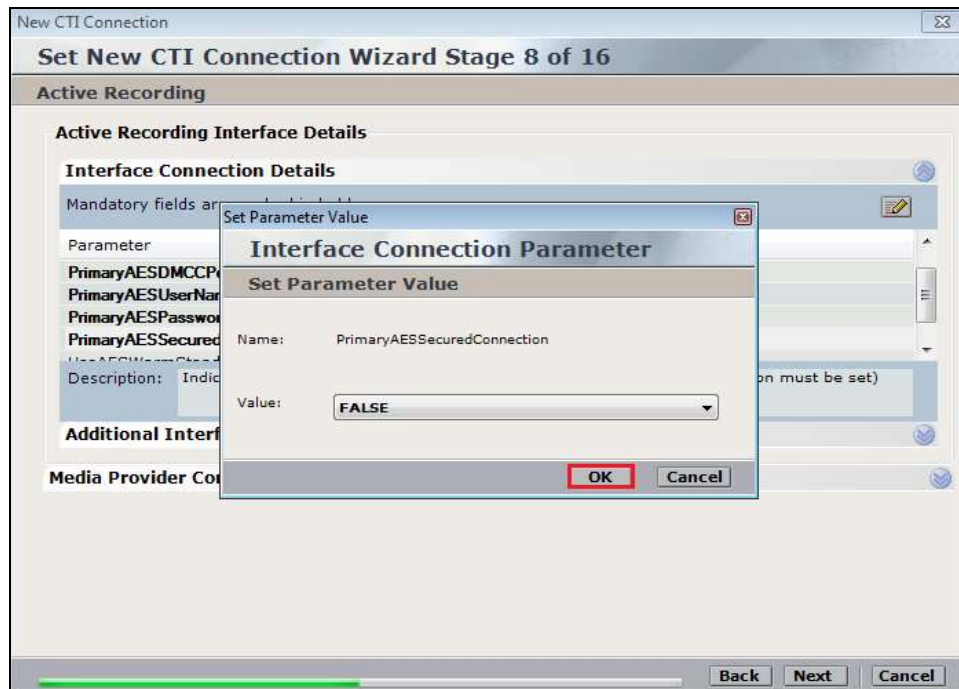 New CTI Connection
Set New CTI Connection Wizard Stage 8 of 16
Active Recording
Active Recording Interface Details
Interface Connection Details
Mandatory fields
Set Parameter Value
Parameter
Interface Connection Parameter
PrimaryAESDMCCP
Set Parameter Value
PrimaryAESUserNa
PrimaryAESPasswo
PrimaryAESSecured
Name: PrimaryAESSecuredConnection
Description: Indic on must be set)
Value: FALSE
Additional Interf
Media Provider Co
OK Cancel
Back Next Cancel